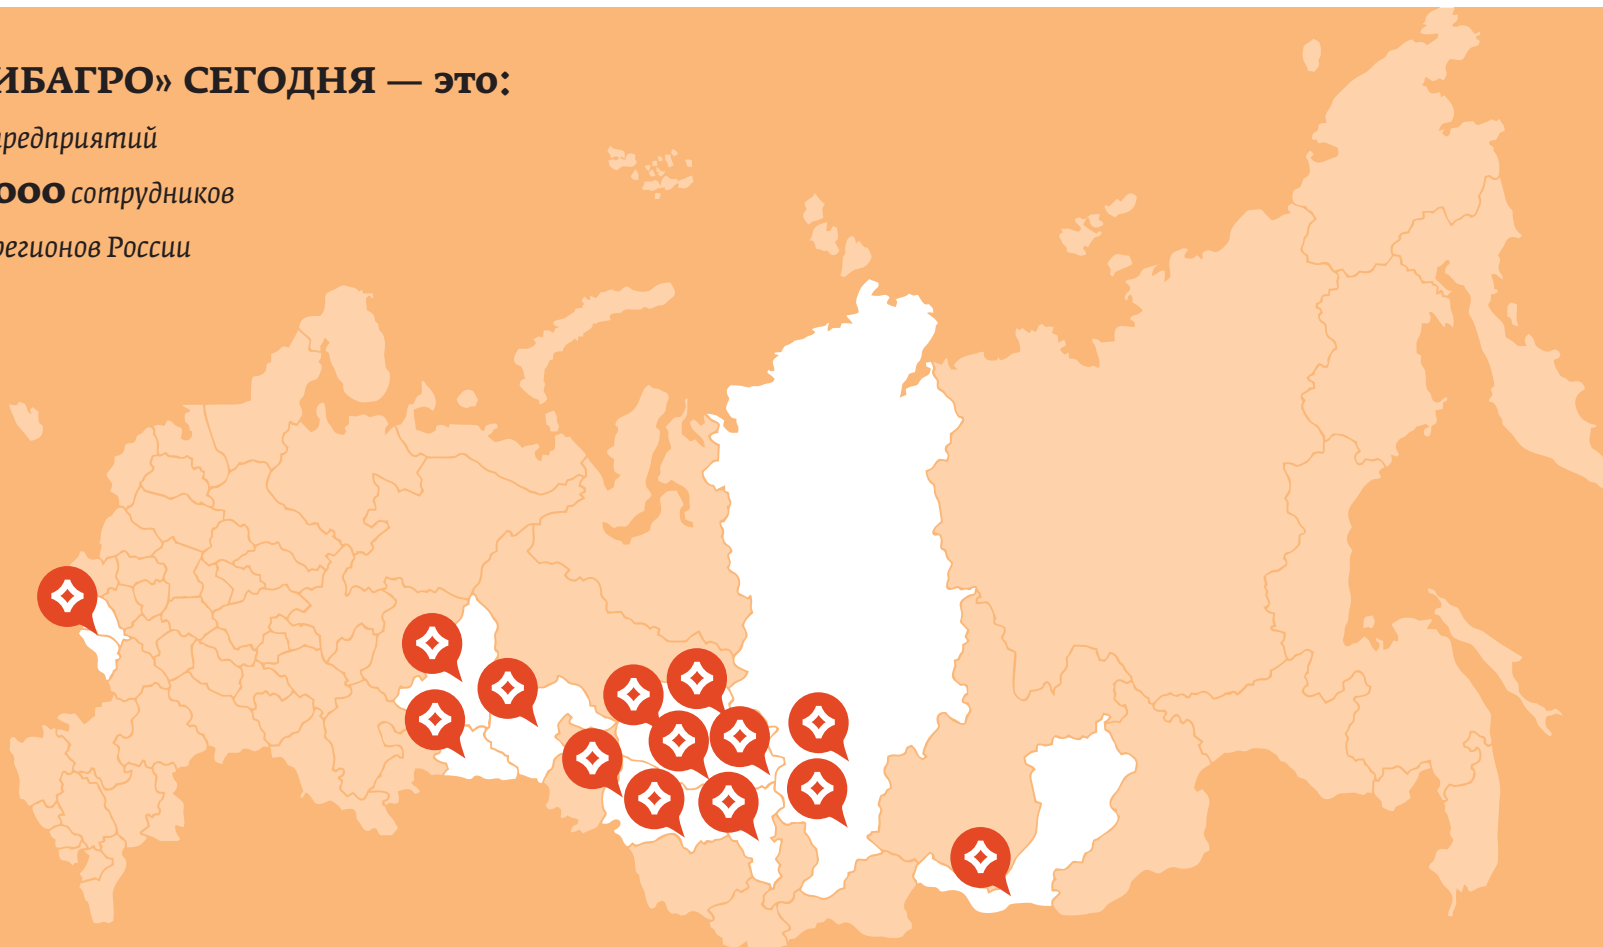 ИБАГРО» СЕГОДНЯ — это:
предприятий
000 сотрудников
регионов России